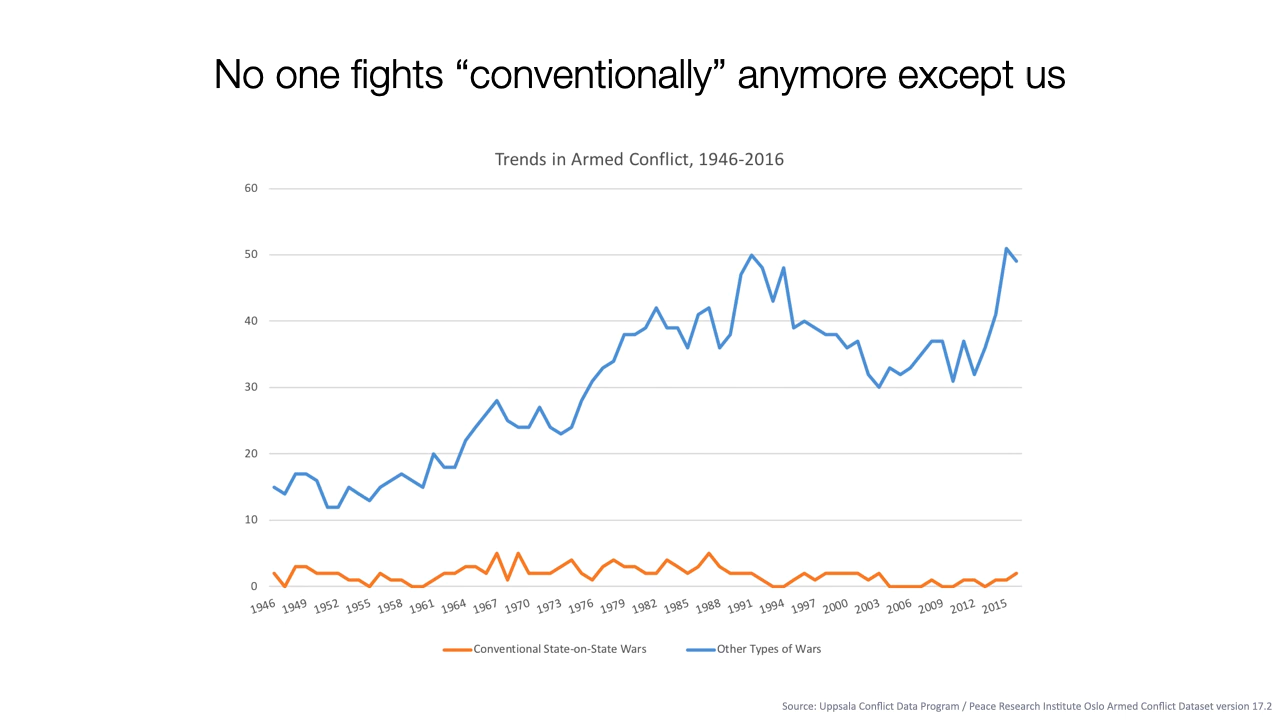 No one fights “conventionally” anymore except us
Trends in Armed Conflict, 1946-2016
60
50
40
30
20
10
0
1946 1949 1952 1955 1958 1961 1964 1967 1970 1973 1976 1979 1982 1985 1988 1991 1994 1997 2000 2003 2006 2009 2012 2015
Conventional State-on-State Wars Other Types of Wars
Source: Uppsala Conflict Data Program / Peace Research Institute Oslo Armed Conflict Dataset version 17.2